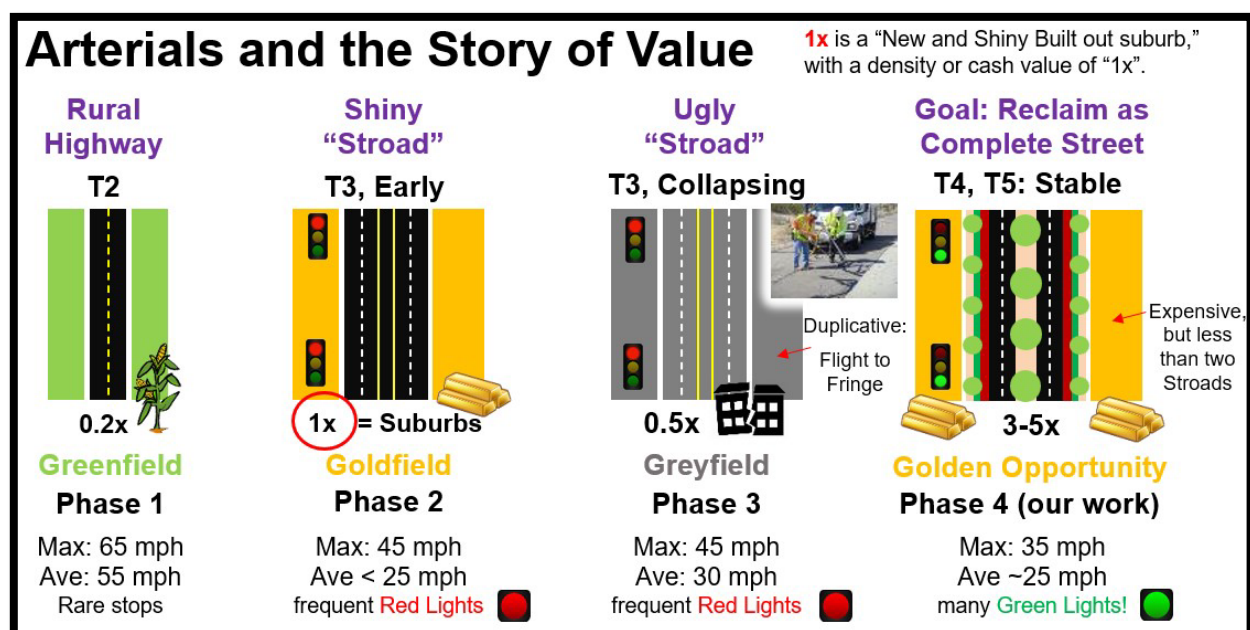 Arterials and the Story of Value
1x is a “New and Shiny Built out suburb,”
with a density or cash value of “1x”.
Rural
Highway
T2
0.2x
Greenfield
Phase 1
Max: 65 mph
Ave: 55 mph
Rare stops
Shiny
“Stroad”
T3, Early
1x = Suburbs
Goldfield
Phase 2
Max: 45 mph
Ave < 25 mph
frequent Red Lights
Ugly
“Stroad”
T3, Collapsing
Duplicative:
Flight to
Fringe
0.5x
Greyfield
Phase 3
Max: 45 mph
Ave: 30 mph
frequent Red Lights
Goal: Reclaim as
Complete Street
T4, T5: Stable
Expensive,
but less
than two
Stroads
3-5x
Golden Opportunity
Phase 4 (our work)
Max: 35 mph
Ave ~25 mph
many Green Lights!